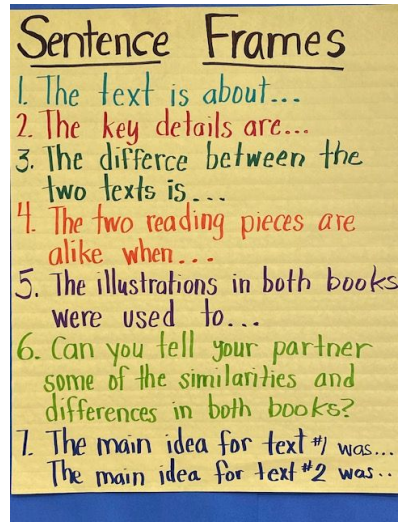 Sentence Frames
1. The text is about...
2. The key details are...
3. The differce between the
two texts is...
4. The two reading pieces are
alike when...
5. The illustrations in both books
were used to...
6. Can you tell your partner
some of the similarities and
differences in both books?
7. The main idea for text #1 was...
The main idea for text #2 was..